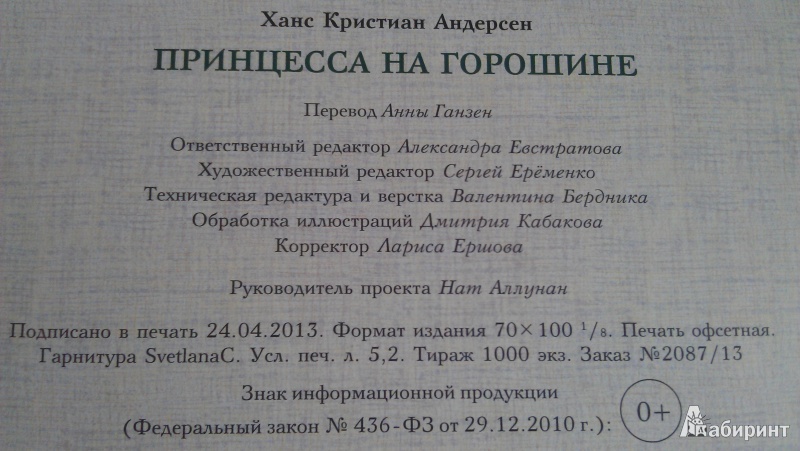 Ханс Кристиан Андерсен
ПРИНЦЕССА НА ГОРОШИНЕ
Перевод Анны Ганзен
Ответственный редактор Александра Евстратова
Художественный редактор Сергей Ерёменко
Техническая редактура и верстка Валентина Бердника
Обработка иллюстраций Дмитрия Кабакова
Корректор Лариса Ершова
Руководитель проекта Нат Аллунан
Подписано в печать 24.04.2013. Формат издания 70×100 1/8. Печать офсетная.
Гарнитура SvetlanaC. Усл. печ. л. 5,2. Тираж 1000 экз. Заказ №2087/13
Знак информационной продукции
(Федеральный закон № 436-ФЗ от 29.12.2010 г.): 0+
Лабиринт